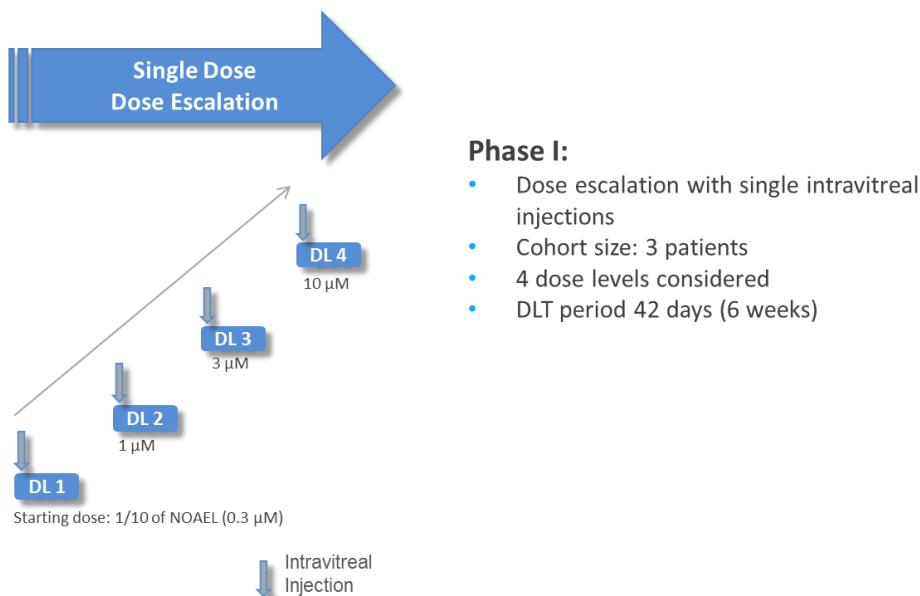 Single Dose
Dose Escalation
Phase I:
• Dose escalation with single intravitreal
injections
• Cohort size: 3 patients
• 4 dose levels considered
• DLT period 42 days (6 weeks)
DL 4
10 µM
DL 3
3 µM
DL 2
1 µM
DL 1
Starting dose: 1/10 of NOAEL (0.3 µM)
Intravitreal
Injection